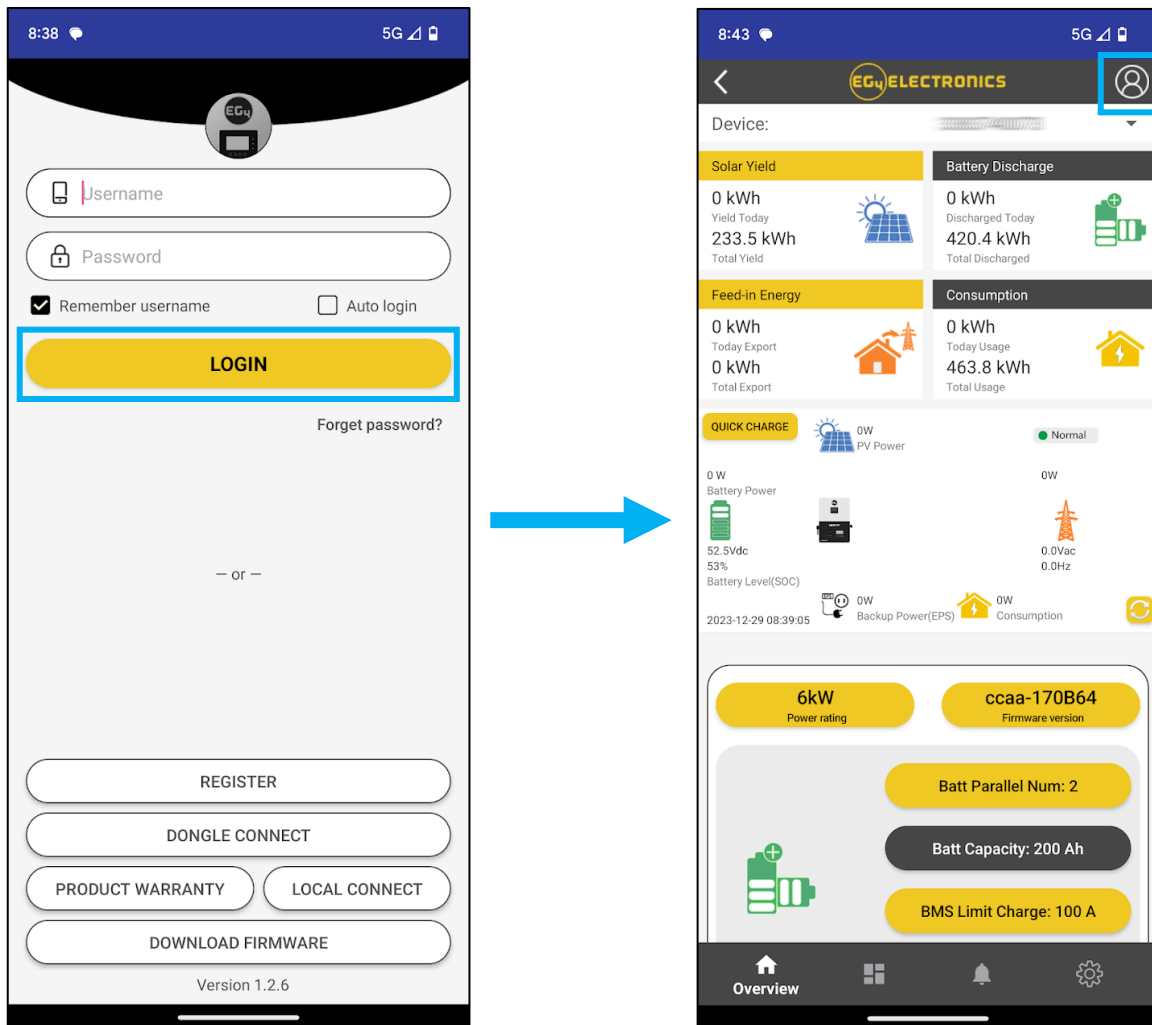 8:38
5G
EG4
Username
Password
Remember username
Auto login
LOGIN
Forget password?
— or —
REGISTER
DONGLE CONNECT
PRODUCT WARRANTY
LOCAL CONNECT
DOWNLOAD FIRMWARE
Version 1.2.6
8:43
5G
EG4 ELECTRONICS
Device:
Solar Yield
0 kWh
Yield Today
233.5 kWh
Total Yield
Battery Discharge
0 kWh
Discharged Today
420.4 kWh
Total Discharged
Feed-in Energy
0 kWh
Today Export
0 kWh
Total Export
Consumption
0 kWh
Today Usage
463.8 kWh
Total Usage
QUICK CHARGE
0W
PV Power
Normal
0 W
Battery Power
0W
52.5Vdc
53%
Battery Level(SOC)
0.0Vac
0.0Hz
2023-12-29 08:39:05
EPS
0W
Backup Power(EPS)
0W
Consumption
6kW
Power rating
ccaa-170B64
Firmware version
Batt Parallel Num: 2
Batt Capacity: 200 Ah
BMS Limit Charge: 100 A
Overview